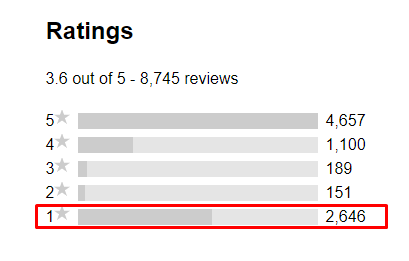 Ratings
3.6 out of 5 - 8,745 reviews
5★ 4,657
4★ 1,100
3★ 189
2★ 151
1★ 2,646